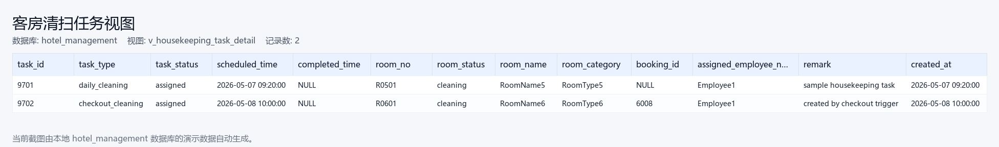 客房清扫任务视图
数据库: hotel_management 视图: v_housekeeping_task_detail 记录数: 2
task_id task_type task_status scheduled_time completed_time room_no room_status room_name room_category booking_id assigned_employee_n... remark created_at
9701 daily_cleaning assigned 2026-05-07 09:20:00 NULL R0501 cleaning RoomName5 RoomType5 NULL Employee1 sample housekeeping task 2026-05-07 09:20:00
9702 checkout_cleaning assigned 2026-05-08 10:00:00 NULL R0601 cleaning RoomName6 RoomType6 6008 Employee1 created by checkout trigger 2026-05-08 10:00:00
当前截图由本地 hotel_management 数据库的演示数据自动生成。